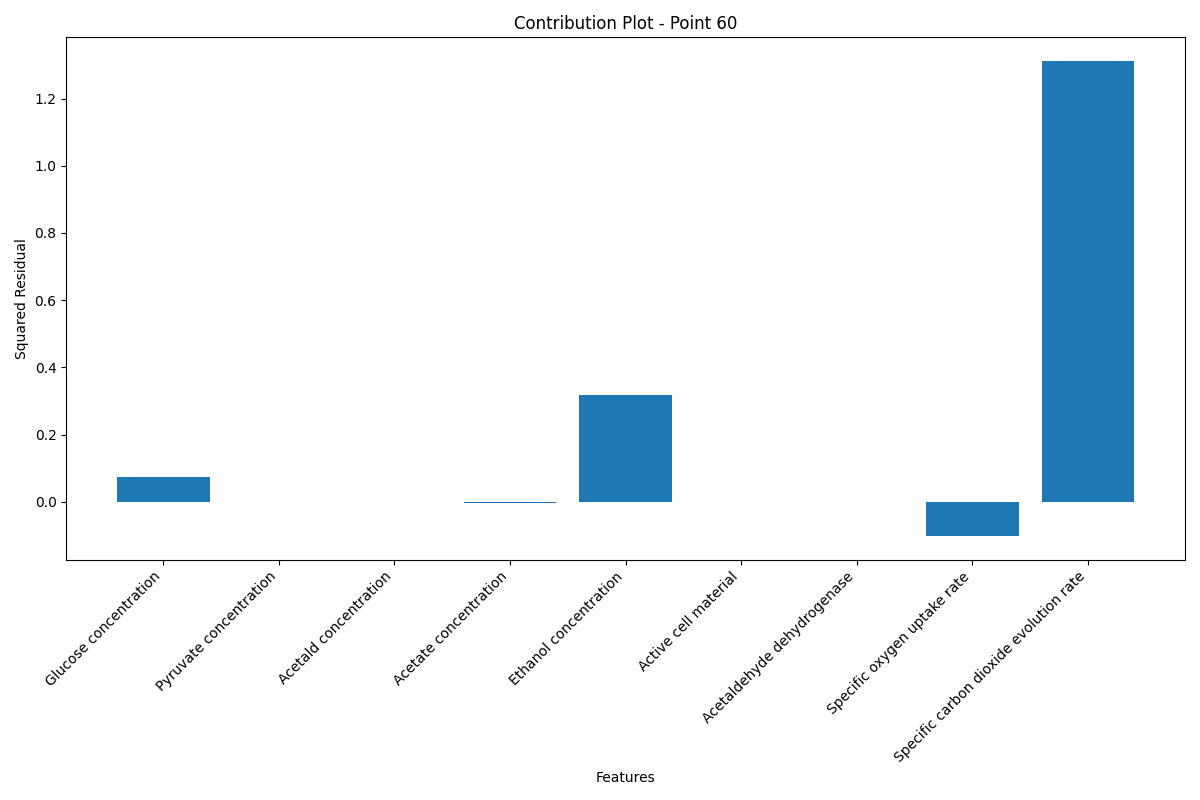 Contribution Plot - Point 60
Squared Residual
1.2
1.0
0.8
0.6
0.4
0.2
0.0
Glucose concentration
Pyruvate concentration
Acetald concentration
Acetate concentration
Ethanol concentration
Active cell material
Acetaldehyde dehydrogenase
Specific oxygen uptake rate
Specific carbon dioxide evolution rate
Features